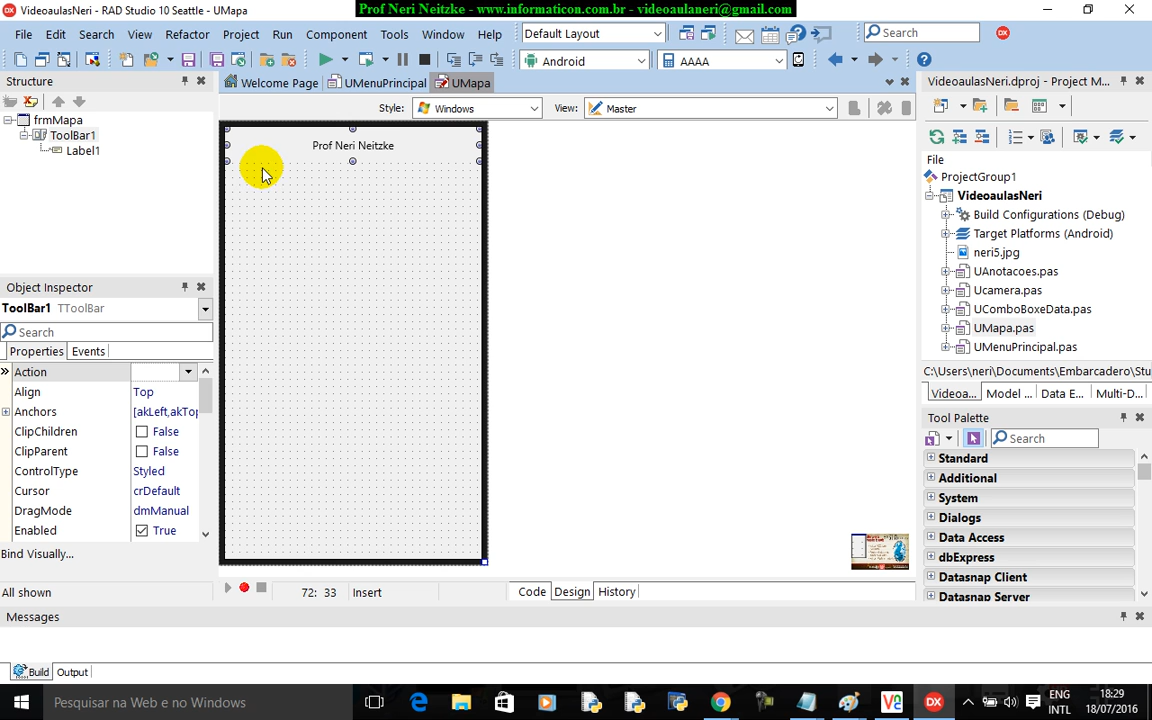 Prof Neri Neitzke - www.informaticon.com.br - videoaulaneri@gmail.com
VideoaulasNeri - RAD Studio 10 Seattle - UMapa
File Edit Search View Refactor Project Run Component Tools Window Help
Default Layout
Search
Android
AAAA
Structure
Welcome Page UMenuPrincipal UMapa
VideoaulasNeri.dproj - Project M...
Style: Windows View: Master
frmMapa
ToolBar1
Label1
Prof Neri Neitzke
File
ProjectGroup1
VideoaulasNeri
Build Configurations (Debug)
Target Platforms (Android)
neri5.jpg
UAnotacoes.pas
Ucamera.pas
UComboBoxeData.pas
UMapa.pas
UMenuPrincipal.pas
C:\Users\neri\Documents\Embarcadero\Stu
Videoa... Model ... Data E... Multi-D...
Object Inspector
ToolBar1 TToolBar
Search
Properties Events
Action
Align Top
Anchors [akLeft,akTop
ClipChildren False
ClipParent False
ControlType Styled
Cursor crDefault
DragMode dmManual
Enabled True
Bind Visually...
All shown
Tool Palette
Search
Standard
Additional
System
Dialogs
Data Access
dbExpress
Datasnap Client
Datasnap Server
72: 33 Insert
Code Design History
Messages
Build Output
Pesquisar na Web e no Windows
ENG
INTL
18:29
18/07/2016